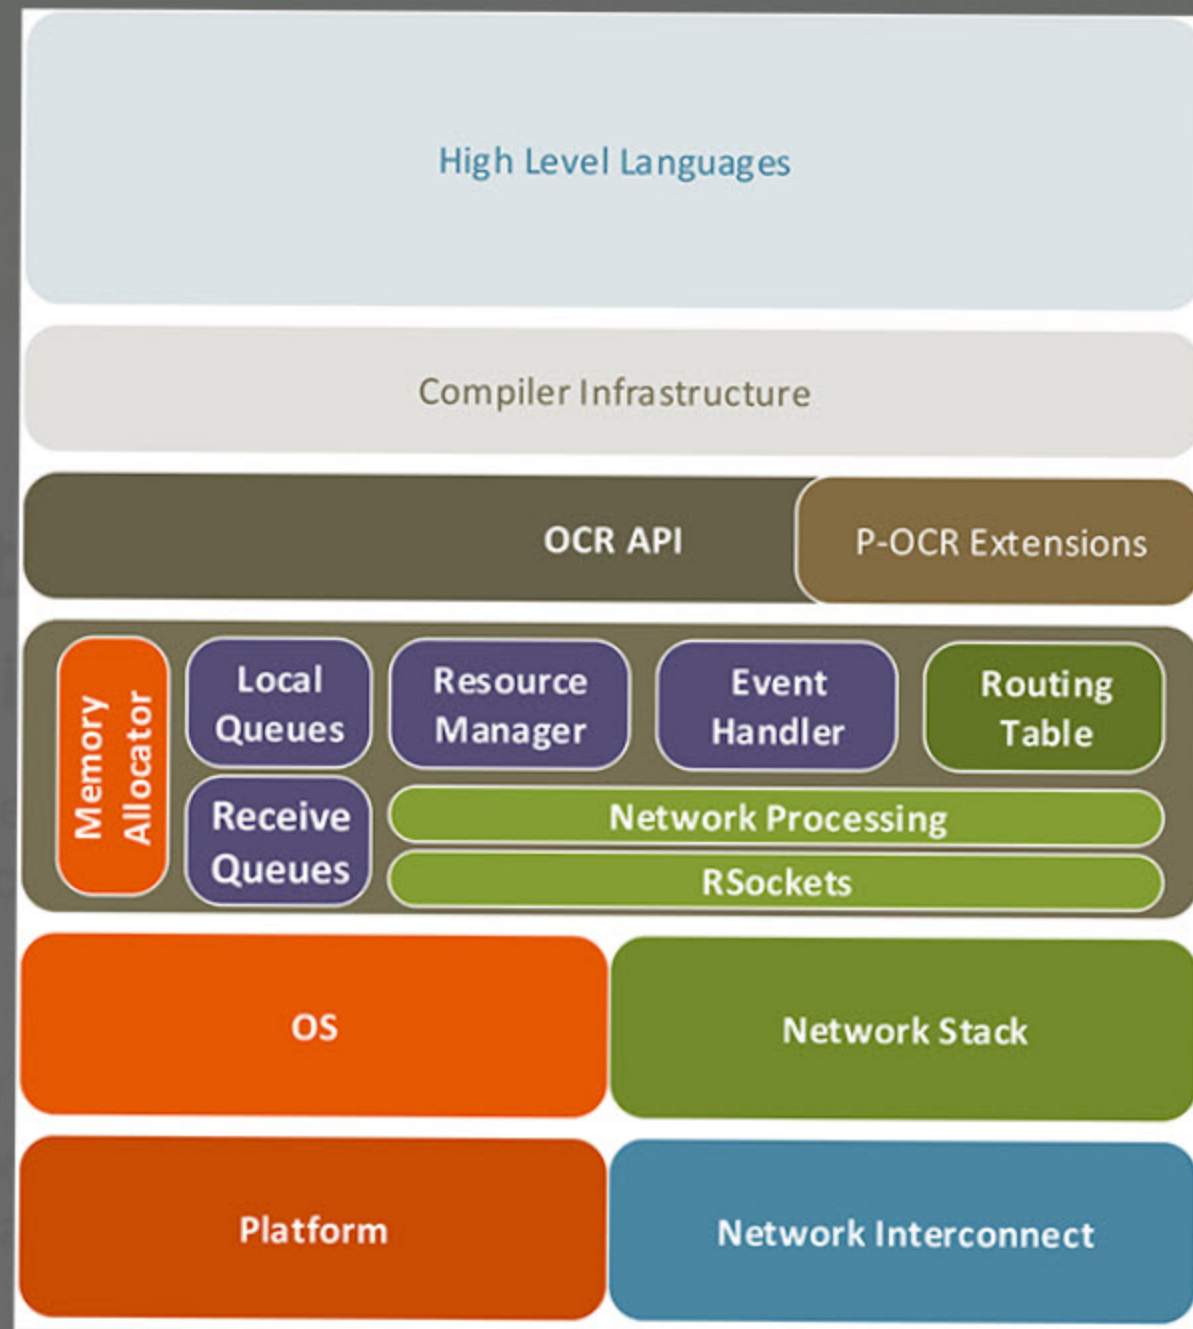 High Level Languages
Compiler Infrastructure
OCR API
P-OCR Extensions
Memory
Allocator
Local
Queues
Resource
Manager
Event
Handler
Routing
Table
Receive
Queues
Network Processing
RSockets
OS
Network Stack
Platform
Network Interconnect